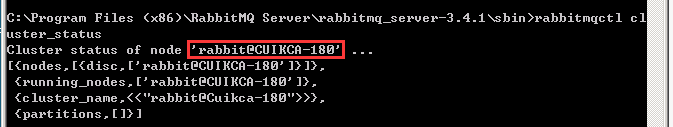 C:\Program Files (x86)\RabbitMQ Server\rabbitmq_server-3.4.1\sbin>rabbitmqctl cl
uster_status
Cluster status of node 'rabbit@CUIKCA-180' ...
[{nodes,[{disc,['rabbit@CUIKCA-180']}]},
 {running_nodes,['rabbit@CUIKCA-180']},
 {cluster_name,<<"rabbit@Cuikca-180">>},
 {partitions,[]}]